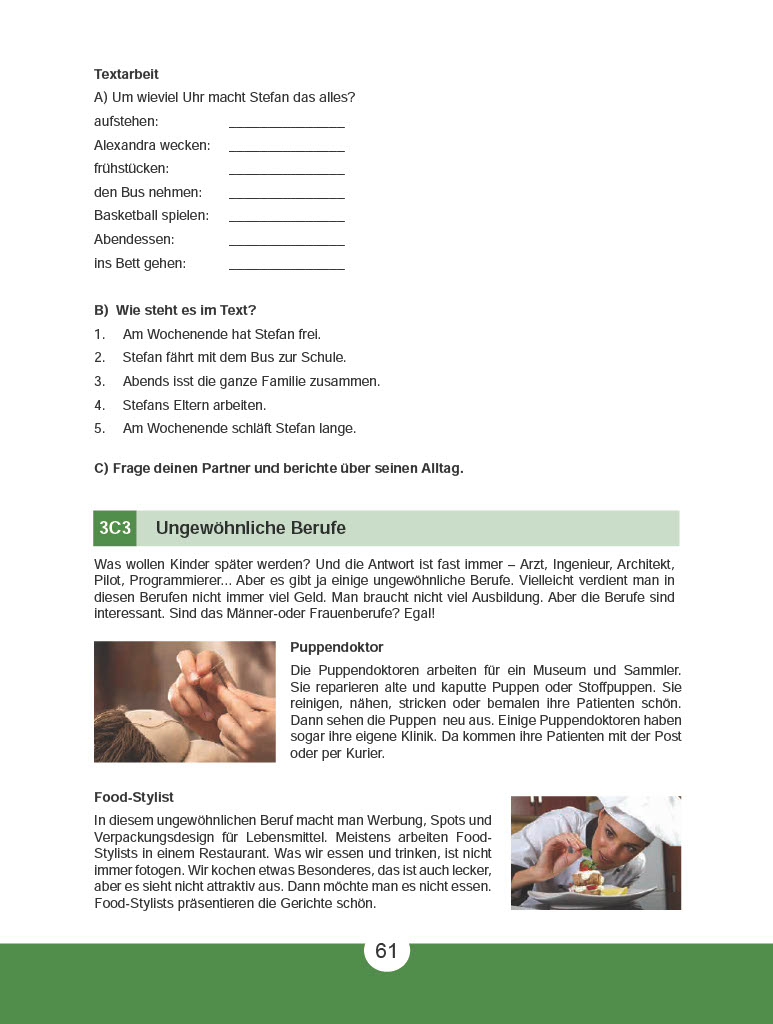 Textarbeit
A) Um wieviel Uhr macht Stefan das alles?
aufstehen: _______________
Alexandra wecken: _______________
frühstücken: _______________
den Bus nehmen: _______________
Basketball spielen: _______________
Abendessen: _______________
ins Bett gehen: _______________
B) Wie steht es im Text?
1. Am Wochenende hat Stefan frei.
2. Stefan fährt mit dem Bus zur Schule.
3. Abends isst die ganze Familie zusammen.
4. Stefans Eltern arbeiten.
5. Am Wochenende schläft Stefan lange.
C) Frage deinen Partner und berichte über seinen Alltag.
3C3 Ungewöhnliche Berufe
Was wollen Kinder später werden? Und die Antwort ist fast immer – Arzt, Ingenieur, Architekt,
Pilot, Programmierer... Aber es gibt ja einige ungewöhnliche Berufe. Vielleicht verdient man in
diesen Berufen nicht immer viel Geld. Man braucht nicht viel Ausbildung. Aber die Berufe sind
interessant. Sind das Männer-oder Frauenberufe? Egal!
Puppendoktor
Die Puppendoktoren arbeiten für ein Museum und Sammler.
Sie reparieren alte und kaputte Puppen oder Stoffpuppen. Sie
reinigen, nähen, stricken oder bemalen ihre Patienten schön.
Dann sehen die Puppen neu aus. Einige Puppendoktoren haben
sogar ihre eigene Klinik. Da kommen ihre Patienten mit der Post
oder per Kurier.
Food-Stylist
In diesem ungewöhnlichen Beruf macht man Werbung, Spots und
Verpackungsdesign für Lebensmittel. Meistens arbeiten Food-
Stylists in einem Restaurant. Was wir essen und trinken, ist nicht
immer fotogen. Wir kochen etwas Besonderes, das ist auch lecker,
aber es sieht nicht attraktiv aus. Dann möchte man es nicht essen.
Food-Stylists präsentieren die Gerichte schön.
61